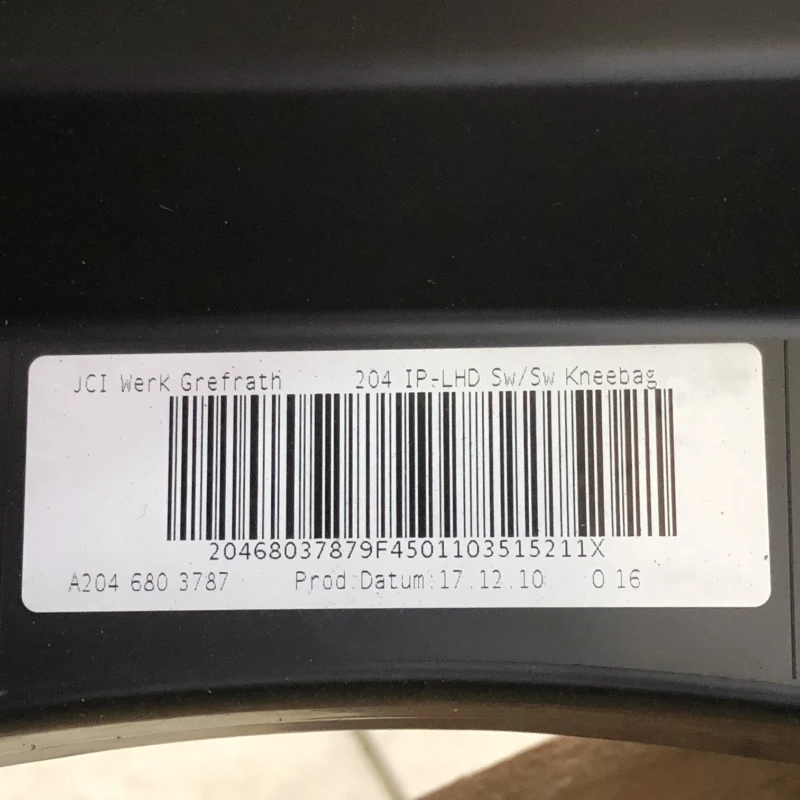 JCI Werk Grefrath 204 IP-LHD Sw/Sw Kneebag
20468037879F4501103515211X
A204 680 3787 Prod.Datum:17.12.10 0 16